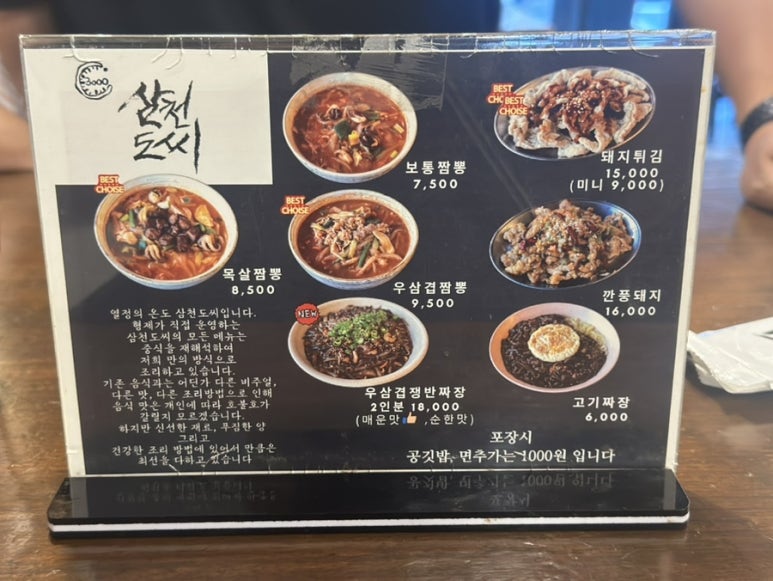 3000
삼천
도씨
보통짬뽕
7,500
BEST
CHOISE
BEST
CHOISE
돼지튀김
15,000
(미니 9,000)
BEST
CHOISE
목살짬뽕
8,500
BEST
CHOISE
우삼겹짬뽕
9,500
깐풍돼지
16,000
NEW
우삼겹쟁반짜장
2인분 18,000
(매운맛👍,순한맛)
고기짜장
6,000
열정의 온도 삼천도씨입니다.
형제가 직접 운영하는
삼천도씨의 모든 메뉴는
중식을 재해석하여
저희 만의 방식으로
조리하고 있습니다.
기존 음식과는 어딘가 다른 비주얼,
다른 맛, 다른 조리방법으로 인해
음식 맛은 개인에 따라 호불호가
갈릴지 모르겠습니다.
하지만 신선한 재료, 푸짐한 양
그리고
건강한 조리 방법에 있어서 만큼은
최선을 다하고 있습니다
포장시
공깃밥, 면추가는 1000원 입니다